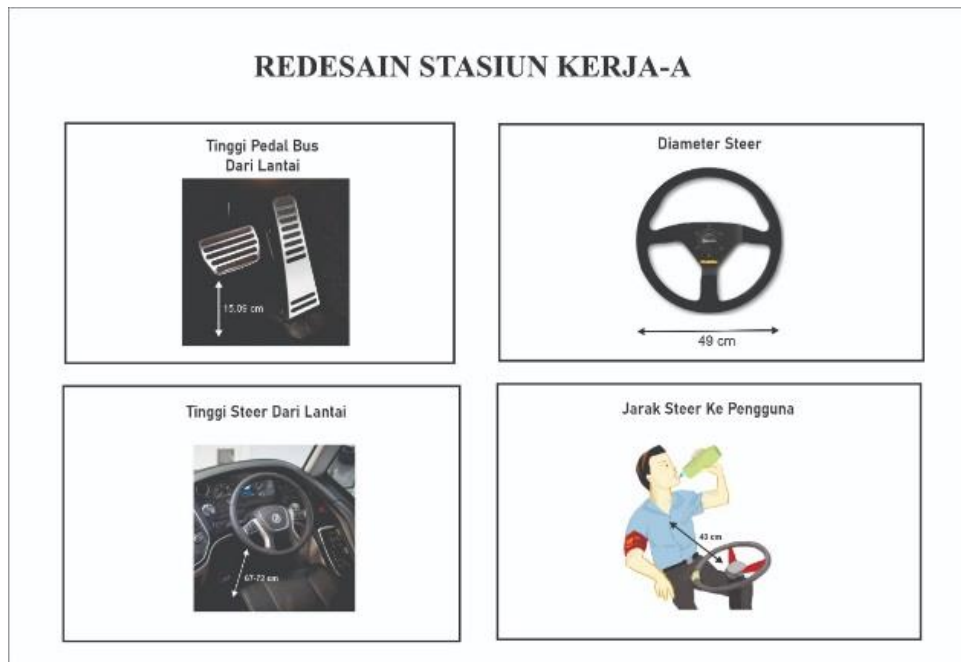 REDESAIN STASIUN KERJA-A
Tinggi Pedal Bus
Dari Lantai
15.09 cm
Diameter Steer
49 cm
Tinggi Steer Dari Lantai
67-72 cm
Jarak Steer Ke Pengguna
43 cm